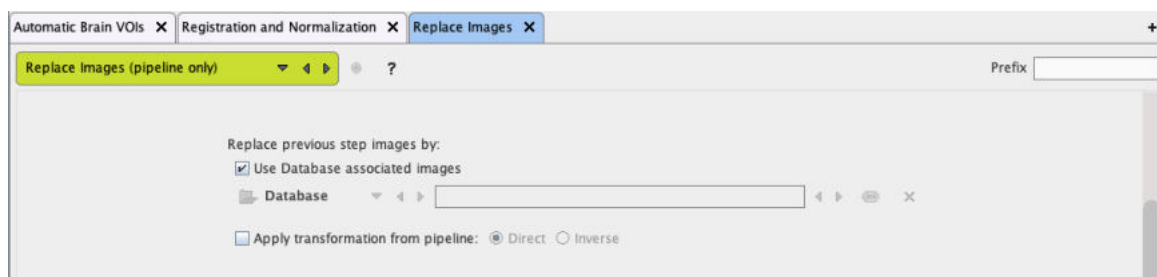 Automatic Brain VOIs X Registration and Normalization X Replace Images X +
Replace Images (pipeline only) ? Prefix
Replace previous step images by:
Use Database associated images
Database
Apply transformation from pipeline: Direct Inverse